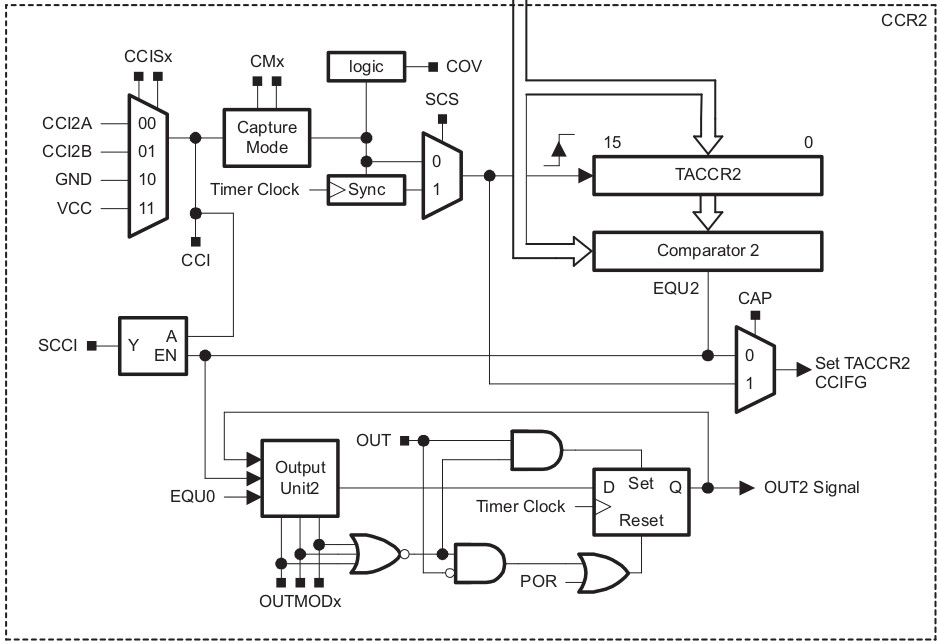 CCR2
CCISx
CMx
logic
COV
SCS
CCI2A
00
CCI2B
01
GND
10
VCC
11
Capture
Mode
0
1
Timer Clock
Sync
15
0
TACCR2
Comparator 2
CCI
EQU2
CAP
SCCI
Y
A
EN
0
1
Set TACCR2
CCIFG
OUT
Output
Unit2
EQU0
D
Set
Q
Timer Clock
Reset
OUT2 Signal
POR
OUTMODx